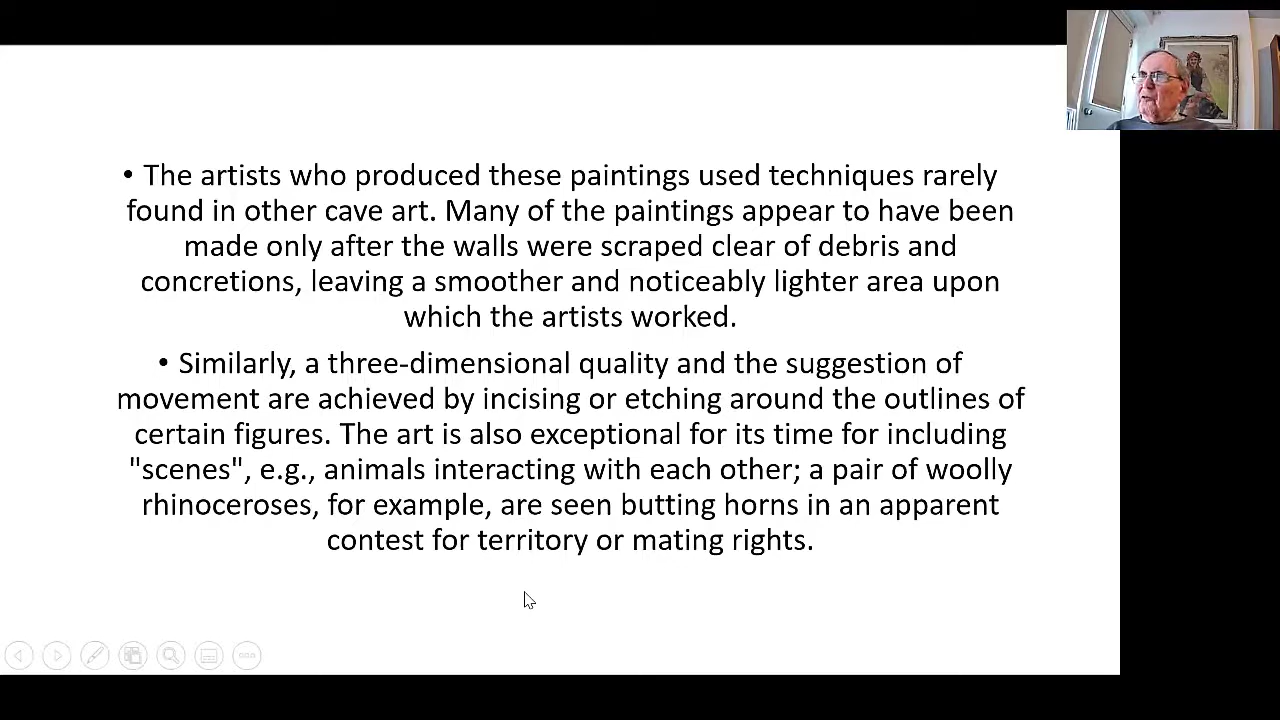 • The artists who produced these paintings used techniques rarely
found in other cave art. Many of the paintings appear to have been
made only after the walls were scraped clear of debris and
concretions, leaving a smoother and noticeably lighter area upon
which the artists worked.
• Similarly, a three-dimensional quality and the suggestion of
movement are achieved by incising or etching around the outlines of
certain figures. The art is also exceptional for its time for including
"scenes", e.g., animals interacting with each other; a pair of woolly
rhinoceroses, for example, are seen butting horns in an apparent
contest for territory or mating rights.